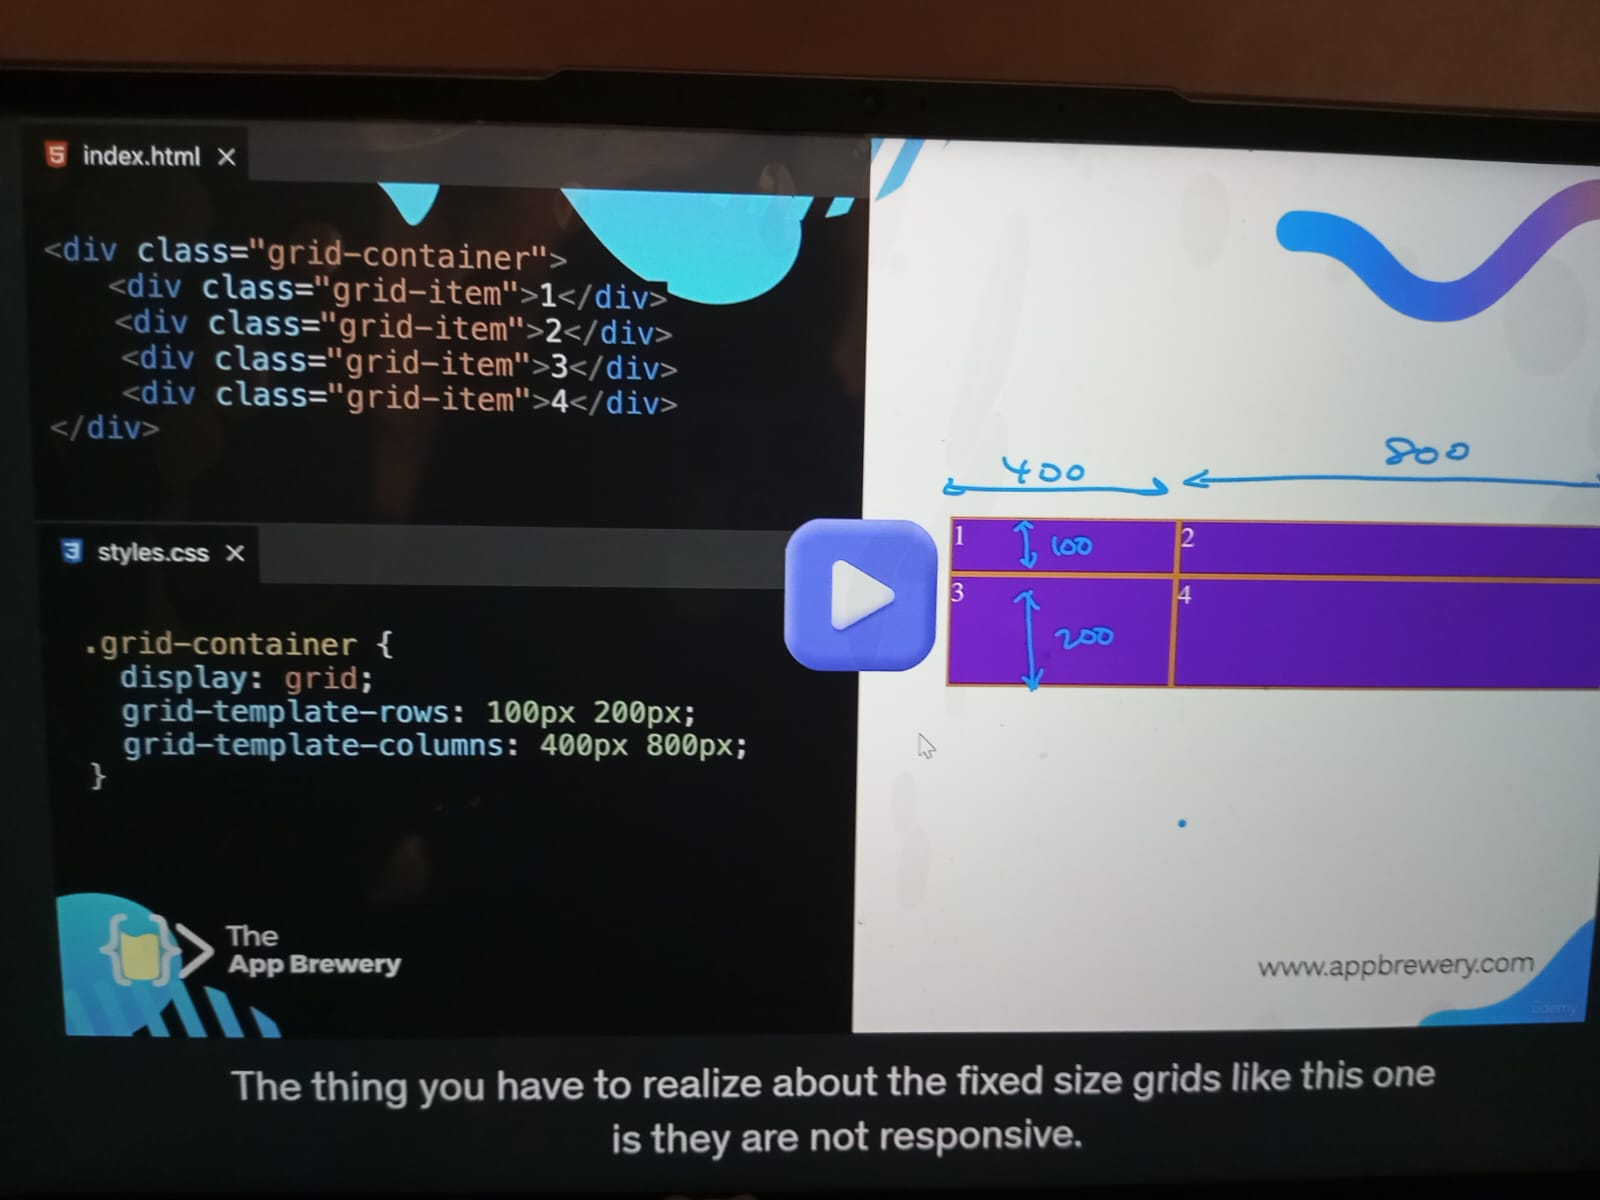 index.html
<div class="grid-container">
<div class="grid-item">1</div>
<div class="grid-item">2</div>
<div class="grid-item">3</div>
<div class="grid-item">4</div>
</div>
styles.css
.grid-container {
display: grid;
grid-template-rows: 100px 200px;
grid-template-columns: 400px 800px;
}
The
App Brewery
400
800
1
100
2
3
200
4
www.appbrewery.com
udemy
The thing you have to realize about the fixed size grids like this one
is they are not responsive.